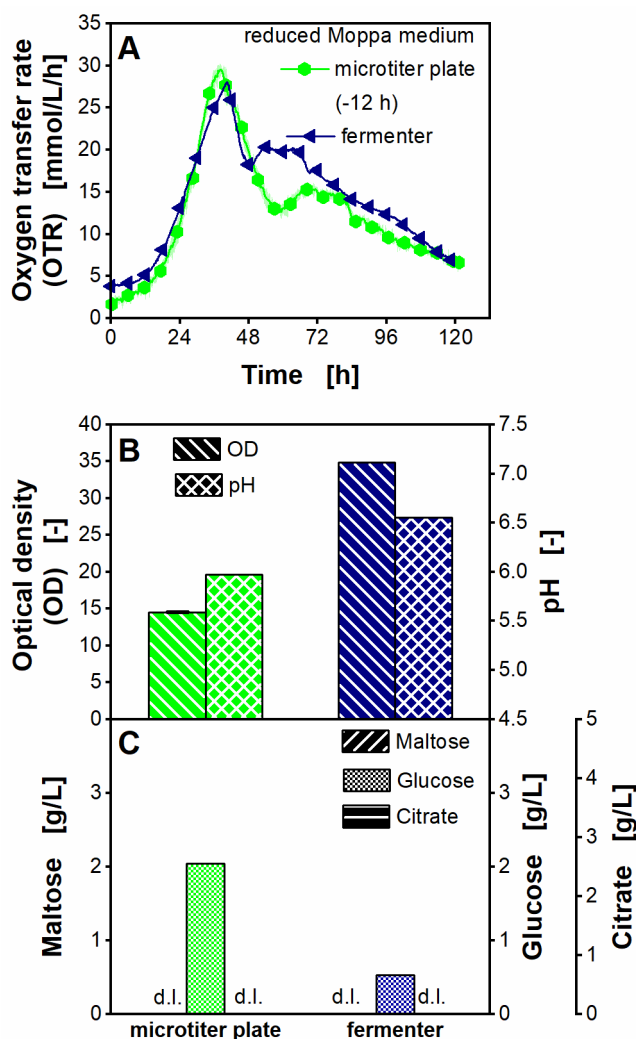 A
reduced Moppa medium
microtiter plate
(-12 h)
fermenter
Oxygen transfer rate
(OTR) [mmol/L/h]
35
30
25
20
15
10
5
0
0 24 48 72 96 120
Time [h]
B
OD
pH
Optical density
(OD) [-]
40
35
30
25
20
15
10
5
0
7.5
7.0
6.5
6.0
5.5
5.0
4.5
pH [-]
C
Maltose
Glucose
Citrate
Maltose [g/L]
3
2
1
0
d.l. d.l. d.l. d.l.
microtiter plate fermenter
3
2
1
0
Glucose [g/L]
5
4
3
2
1
0
Citrate [g/L]